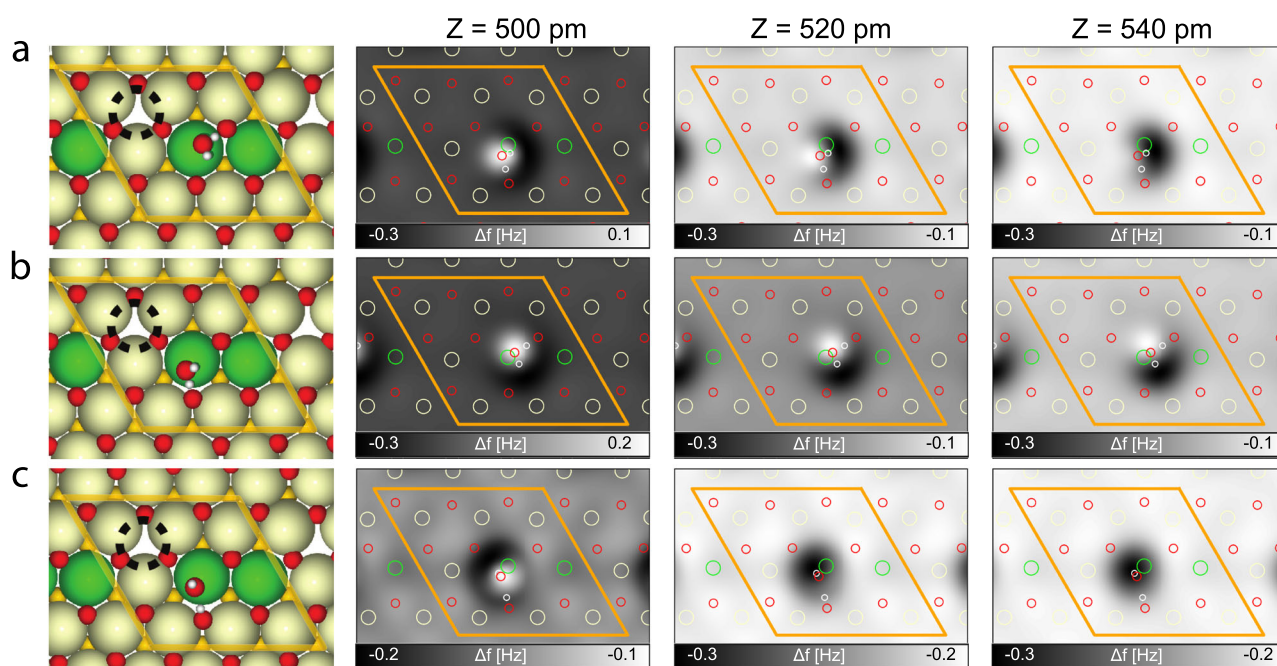 Z = 500 pm Z = 520 pm Z = 540 pm
a
-0.3 Δf [Hz] 0.1 -0.3 Δf [Hz] -0.1 -0.3 Δf [Hz] -0.1
b
-0.3 Δf [Hz] 0.2 -0.3 Δf [Hz] -0.1 -0.3 Δf [Hz] -0.1
c
-0.2 Δf [Hz] -0.1 -0.3 Δf [Hz] -0.2 -0.3 Δf [Hz] -0.2